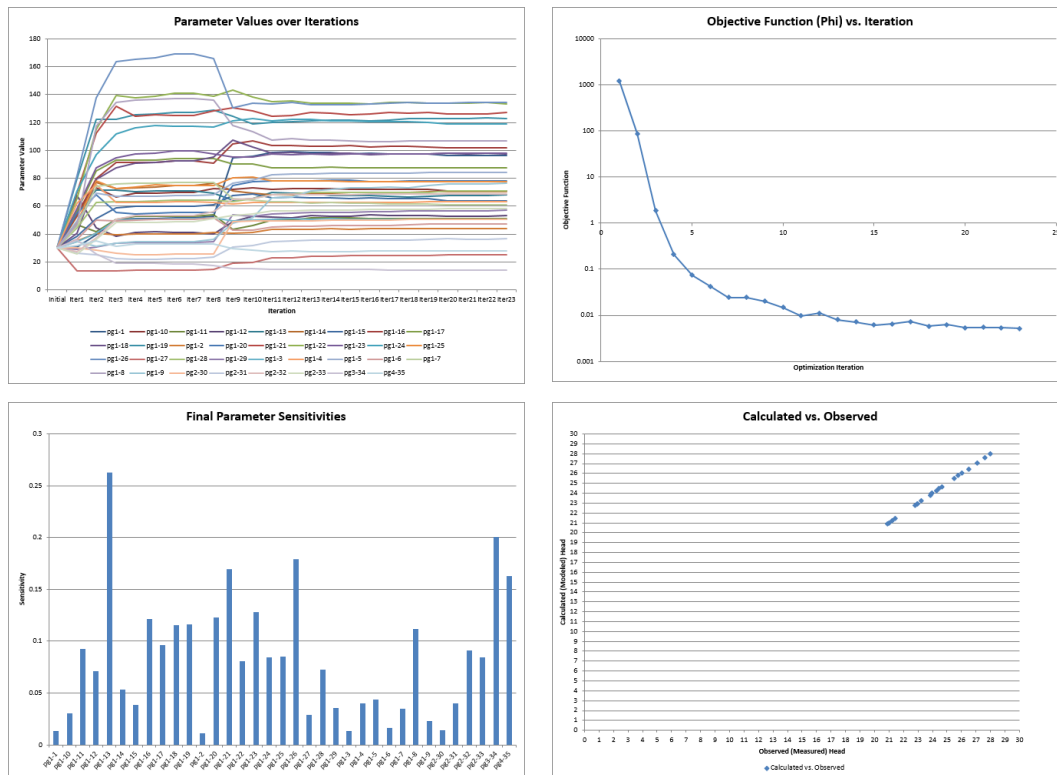 Parameter Values over Iterations
180
160
140
120
100
80
60
40
20
0
Parameter Value
Initial Iter1 Iter2 Iter3 Iter4 Iter5 Iter6 Iter7 Iter8 Iter9 Iter10 Iter11 Iter12 Iter13 Iter14 Iter15 Iter16 Iter17 Iter18 Iter19 Iter20 Iter21 Iter22 Iter23
Iteration
pg1-1 pg1-10 pg1-11 pg1-12 pg1-13 pg1-14 pg1-15 pg1-16 pg1-17
pg1-18 pg1-19 pg1-2 pg1-20 pg1-21 pg1-22 pg1-23 pg1-24 pg1-25
pg1-26 pg1-27 pg1-28 pg1-29 pg1-3 pg1-4 pg1-5 pg1-6 pg1-7
pg1-8 pg1-9 pg2-30 pg2-31 pg2-32 pg2-33 pg3-34 pg4-35
Objective Function (Phi) vs. Iteration
10000
1000
100
10
1
0.1
0.01
0.001
Objective Function
0 5 10 15 20 25
Optimization Iteration
Final Parameter Sensitivities
0.3
0.25
0.2
0.15
0.1
0.05
0
Sensitivity
pg1-1 pg1-10 pg1-11 pg1-12 pg1-13 pg1-14 pg1-15 pg1-16 pg1-17 pg1-18 pg1-19 pg1-2 pg1-20 pg1-21 pg1-22 pg1-23 pg1-24 pg1-25 pg1-26 pg1-27 pg1-28 pg1-29 pg1-3 pg1-4 pg1-5 pg1-6 pg1-7 pg1-8 pg1-9 pg2-30 pg2-31 pg2-32 pg2-33 pg3-34 pg4-35
Calculated vs. Observed
30
29
28
27
26
25
24
23
22
21
20
19
18
17
16
15
14
13
12
11
10
9
8
7
6
5
4
3
2
1
0
Calculated (Modeled) Head
0 1 2 3 4 5 6 7 8 9 10 11 12 13 14 15 16 17 18 19 20 21 22 23 24 25 26 27 28 29 30
Observed (Measured) Head
Calculated vs. Observed